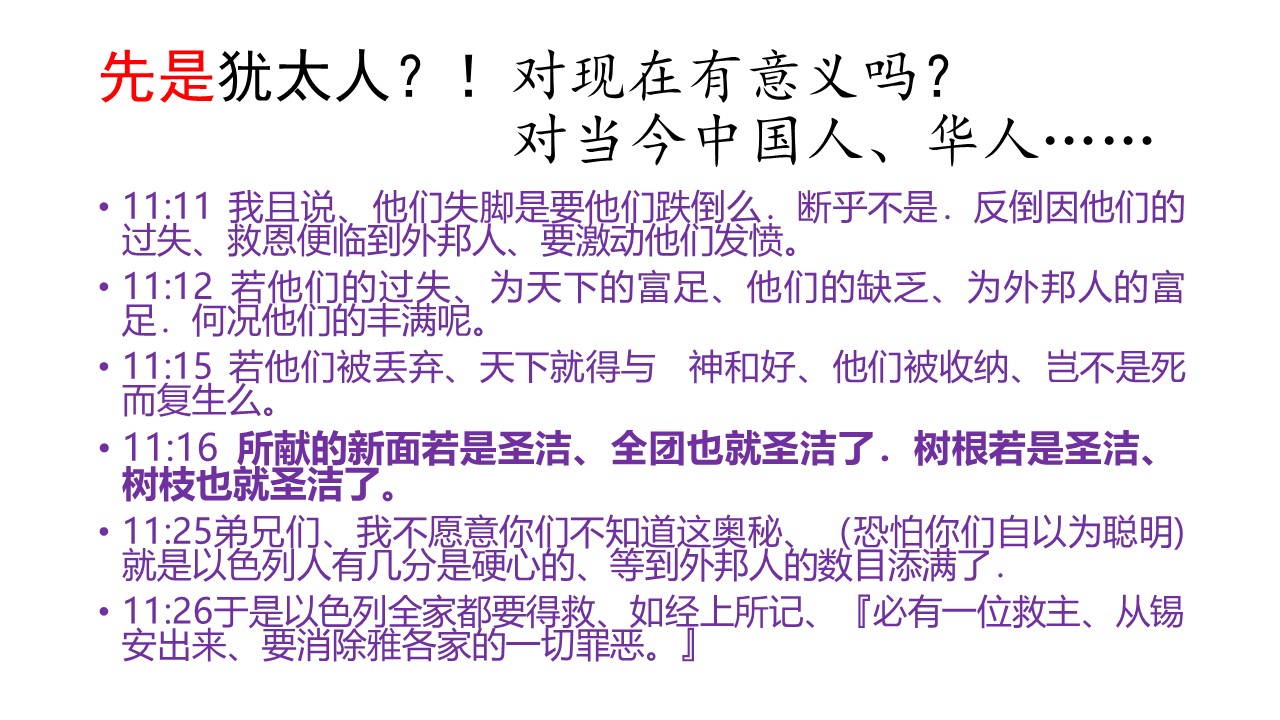 先是犹太人？！对现在有意义吗？
对当今中国人、华人……
• 11:11 我且说、他们失脚是要他们跌倒么．断乎不是．反倒因他们的
过失、救恩便临到外邦人、要激动他们发愤。
• 11:12 若他们的过失、为天下的富足、他们的缺乏、为外邦人的富
足．何况他们的丰满呢。
• 11:15 若他们被丢弃、天下就得与　神和好、他们被收纳、岂不是死
而复生么。
• 11:16 所献的新面若是圣洁、全团也就圣洁了．树根若是圣洁、
树枝也就圣洁了。
• 11:25弟兄们、我不愿意你们不知道这奥秘、（恐怕你们自以为聪明）
就是以色列人有几分是硬心的、等到外邦人的数目添满了．
• 11:26于是以色列全家都要得救、如经上所记、『必有一位救主、从锡
安出来、要消除雅各家的一切罪恶。』